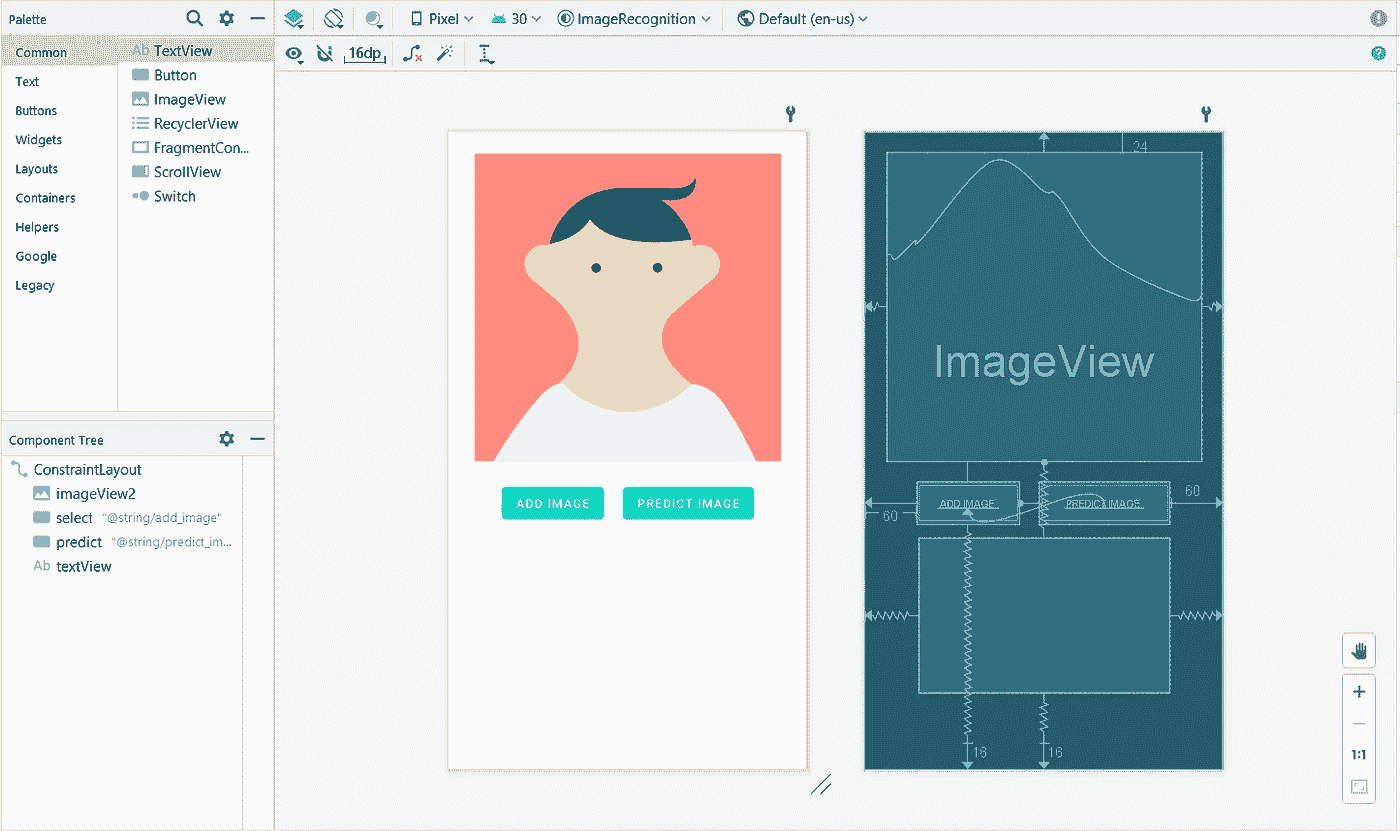 Palette
Pixel
30
ImageRecognition
Default (en-us)
16dp
Common
Text
Buttons
Widgets
Layouts
Containers
Helpers
Google
Legacy
Ab TextView
Button
ImageView
RecyclerView
FragmentCon...
ScrollView
Switch
Component Tree
ConstraintLayout
imageView2
select "@string/add_image"
predict "@string/predict_im...
Ab textView
ADD IMAGE
PREDICT IMAGE
24
ImageView
ADD IMAGE
PREDICT IMAGE
60
60
16
16
1:1